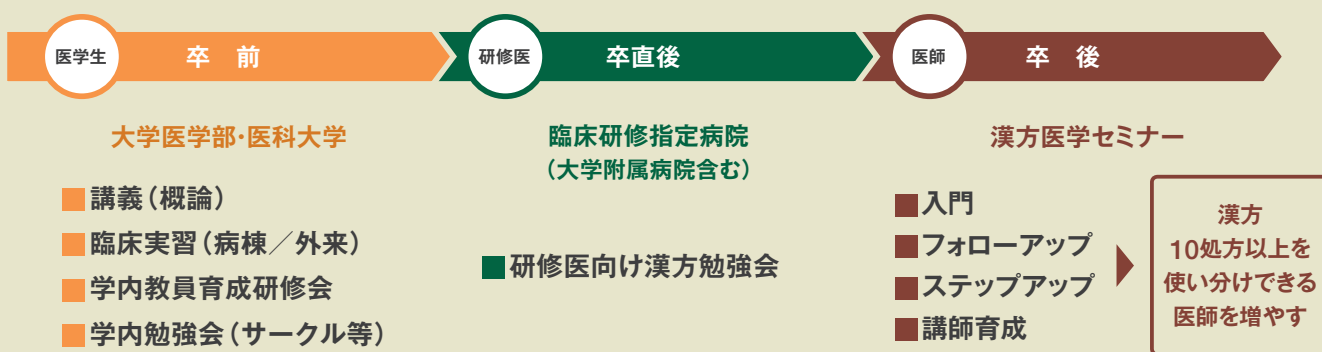 医学生
卒　前
研修医
卒直後
医師
卒　後
大学医学部・医科大学
■講義（概論）
■臨床実習（病棟／外来）
■学内教員育成研修会
■学内勉強会（サークル等）
臨床研修指定病院
（大学附属病院含む）
■研修医向け漢方勉強会
漢方医学セミナー
■入門
■フォローアップ
■ステップアップ
■講師育成
漢方
10処方以上を
使い分けできる
医師を増やす